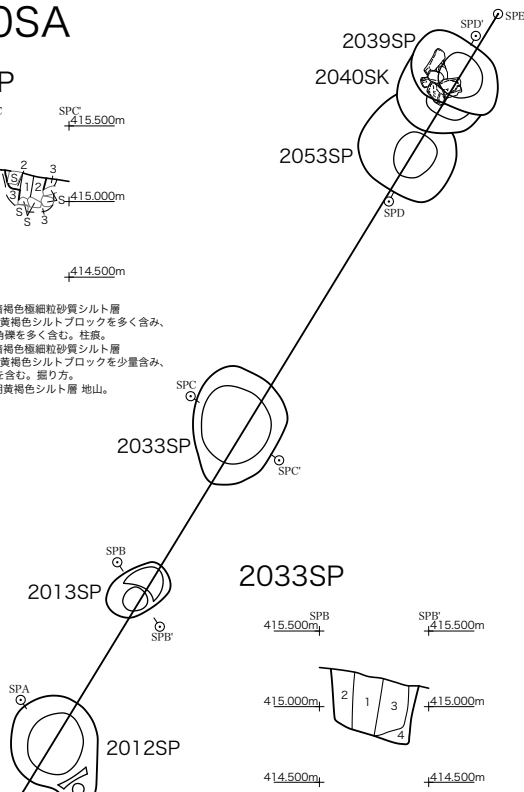 0SA
SPE
SPD'
2039SP
2040SK
2053SP
SPD
P
SPC'
415.500m
2
3
S
1
2
415.000m
3
S
S
S
3
414.500m
褐色極細粒砂質シルト層
黄褐色シルトブロックを多く含み、
角礫を多く含む。柱痕。
褐色極細粒砂質シルト層
黄褐色シルトブロックを少量含み、
を含む。掘り方。
黄褐色シルト層 地山。
SPC
2033SP
SPC'
SPB
2013SP
SPB'
SPA
2012SP
2033SP
SPB
SPB'
415.500m
415.500m
2
1
3
4
415.000m
415.000m
414.500m
414.500m